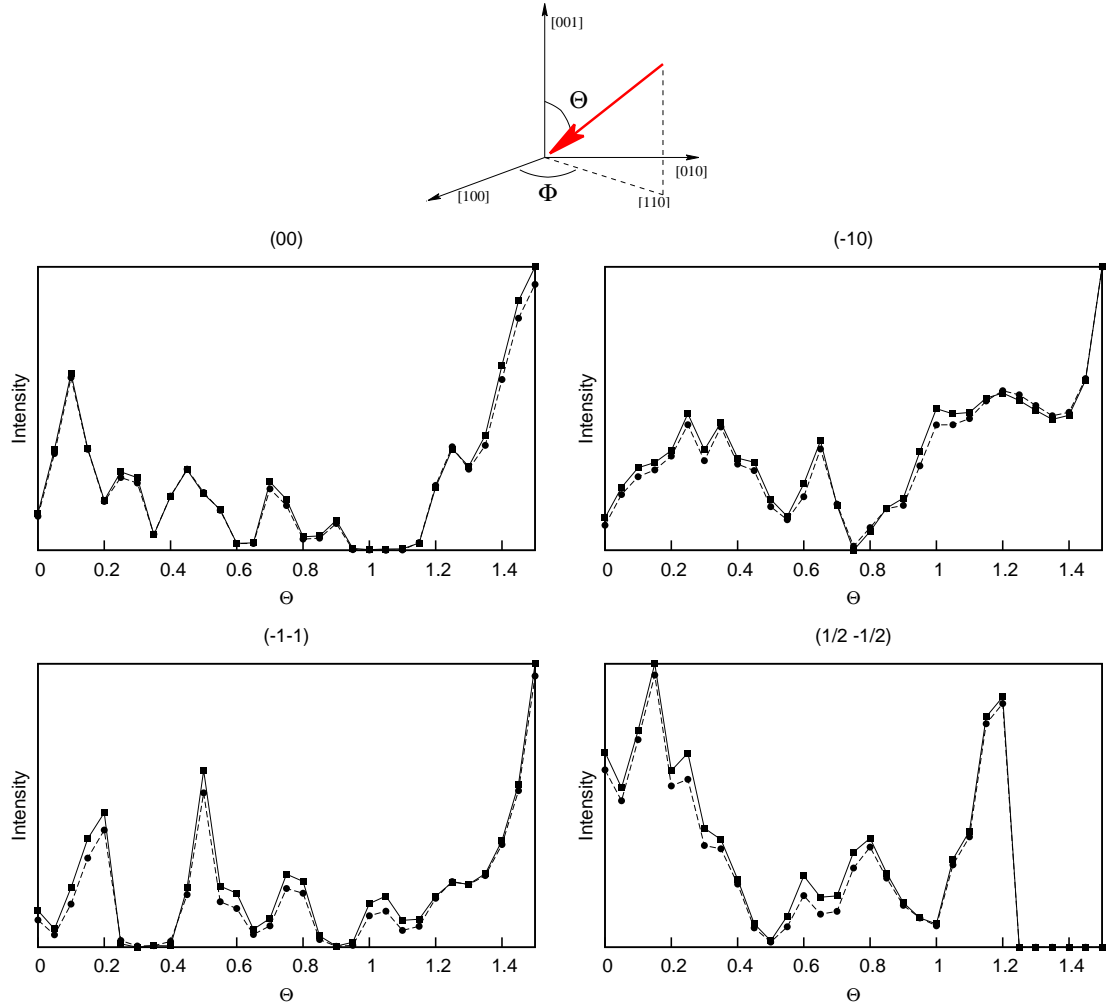 [001]
Θ
[010]
[100]
Φ
[110]
(00)
Intensity
0 0.2 0.4 0.6 0.8 1 1.2 1.4
Θ
(-10)
Intensity
0 0.2 0.4 0.6 0.8 1 1.2 1.4
Θ
(-1-1)
Intensity
0 0.2 0.4 0.6 0.8 1 1.2 1.4
Θ
(1/2 -1/2)
Intensity
0 0.2 0.4 0.6 0.8 1 1.2 1.4
Θ